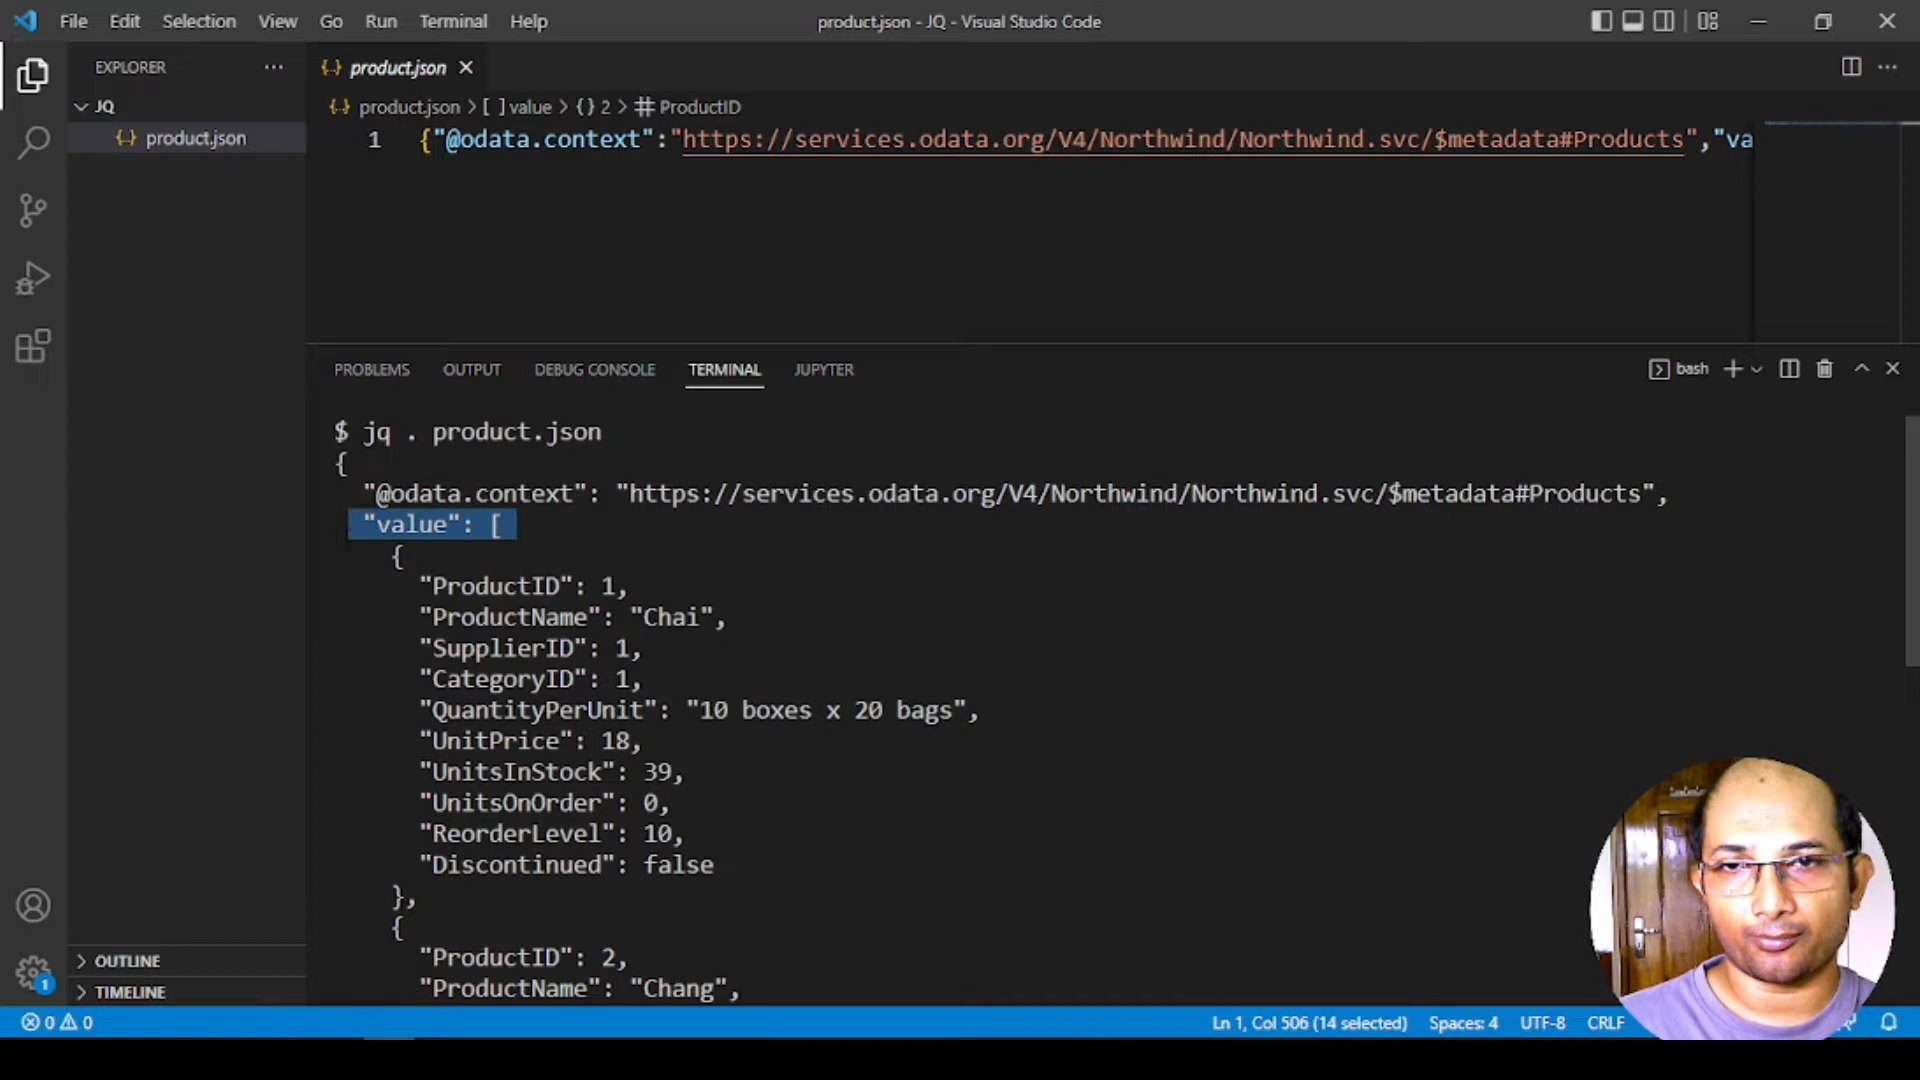 File Edit Selection View Go Run Terminal Help
product.json - JQ - Visual Studio Code
EXPLORER ···
{..} product.json ×
JQ
{..} product.json
{..} product.json > [ ] value > {} 2 > # ProductID
1 {"@odata.context":"https://services.odata.org/V4/Northwind/Northwind.svc/$metadata#Products","va
PROBLEMS OUTPUT DEBUG CONSOLE TERMINAL JUPYTER
bash
$ jq . product.json
{
"@odata.context": "https://services.odata.org/V4/Northwind/Northwind.svc/$metadata#Products",
"value": [
{
"ProductID": 1,
"ProductName": "Chai",
"SupplierID": 1,
"CategoryID": 1,
"QuantityPerUnit": "10 boxes x 20 bags",
"UnitPrice": 18,
"UnitsInStock": 39,
"UnitsOnOrder": 0,
"ReorderLevel": 10,
"Discontinued": false
},
{
"ProductID": 2,
"ProductName": "Chang",
OUTLINE
TIMELINE
1
0 0
Ln 1, Col 506 (14 selected) Spaces: 4 UTF-8 CRLF